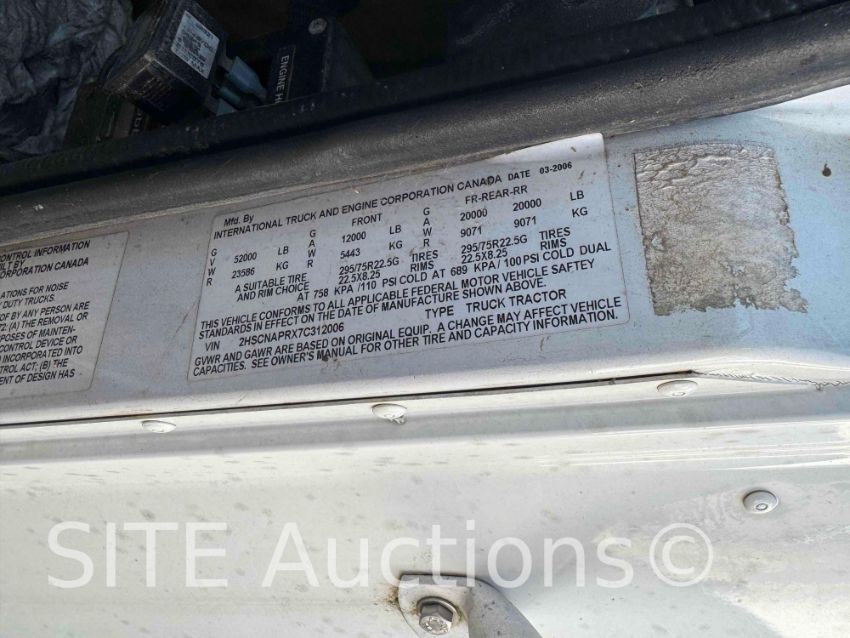 ENGINE H
CONTROL INFORMATION
BUILT BY
CORPORATION CANADA
ATIONS FOR NOISE
DUTY TRUCKS.
OF BY ANY PERSON ARE
(A) THE REMOVAL OR
POSES OF MAINTEN-
CONTROL DEVICE OR
INCORPORATED INTO
TROL ACT; (B) THE
ENT OF DESIGN HAS
Mfd. By
INTERNATIONAL TRUCK AND ENGINE CORPORATION CANADA DATE 03-2006
G FRONT G FR-REAR-RR
G 52000 LB A 12000 LB A 20000 20000 LB
V 23586 KG W 5443 KG W 9071 9071 KG
W R 295/75R22.5G TIRES R 295/75R22.5G TIRES
R A SUITABLE TIRE 22.5X8.25 RIMS 22.5X8.25 RIMS
AND RIM CHOICE AT 758 KPA /110 PSI COLD AT 689 KPA/ 100 PSI COLD DUAL
THIS VEHICLE CONFORMS TO ALL APPLICABLE FEDERAL MOTOR VEHICLE SAFTEY
STANDARDS IN EFFECT ON THE DATE OF MANUFACTURE SHOWN ABOVE.
VIN 2HSCNAPRX7C312006 TYPE TRUCK TRACTOR
GVWR AND GAWR ARE BASED ON ORIGINAL EQUIP. A CHANGE MAY AFFECT VEHICLE
CAPACITIES. SEE OWNER'S MANUAL FOR OTHER TIRE AND CAPACITY INFORMATION.
SITE Auctions©